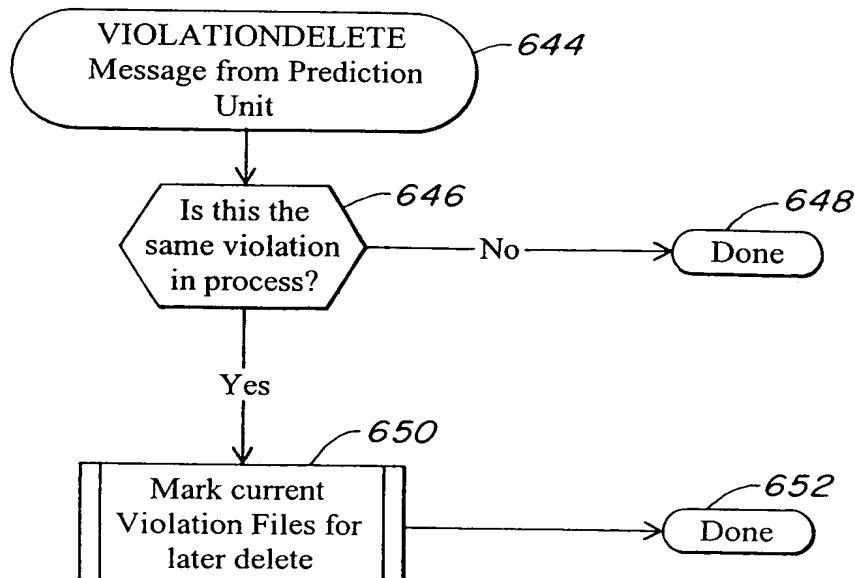 VIOLATIONDELETE
Message from Prediction
Unit
644
Is this the
same violation
in process?
646
No
Done
648
Yes
Mark current
Violation Files for
later delete
650
Done
652